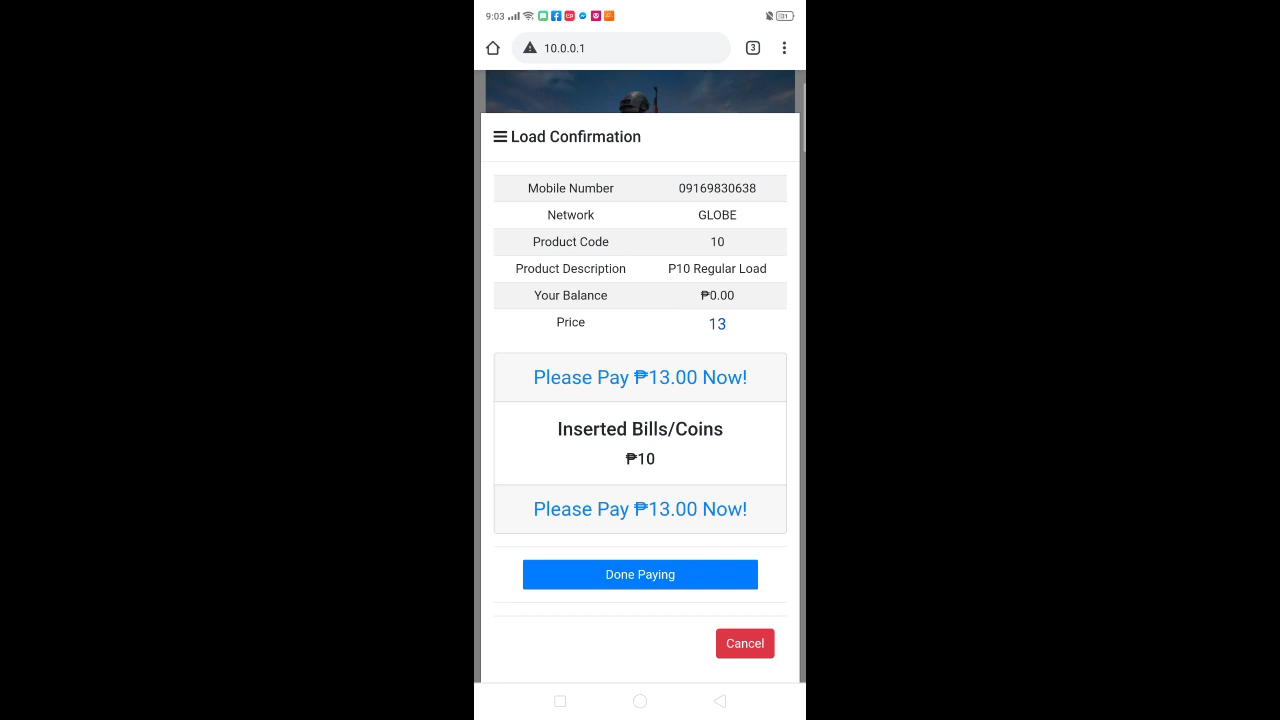 9:03
31
10.0.0.1
3
Load Confirmation
Mobile Number 09169830638
Network GLOBE
Product Code 10
Product Description P10 Regular Load
Your Balance ₱0.00
Price 13
Please Pay ₱13.00 Now!
Inserted Bills/Coins
₱10
Please Pay ₱13.00 Now!
Done Paying
Cancel